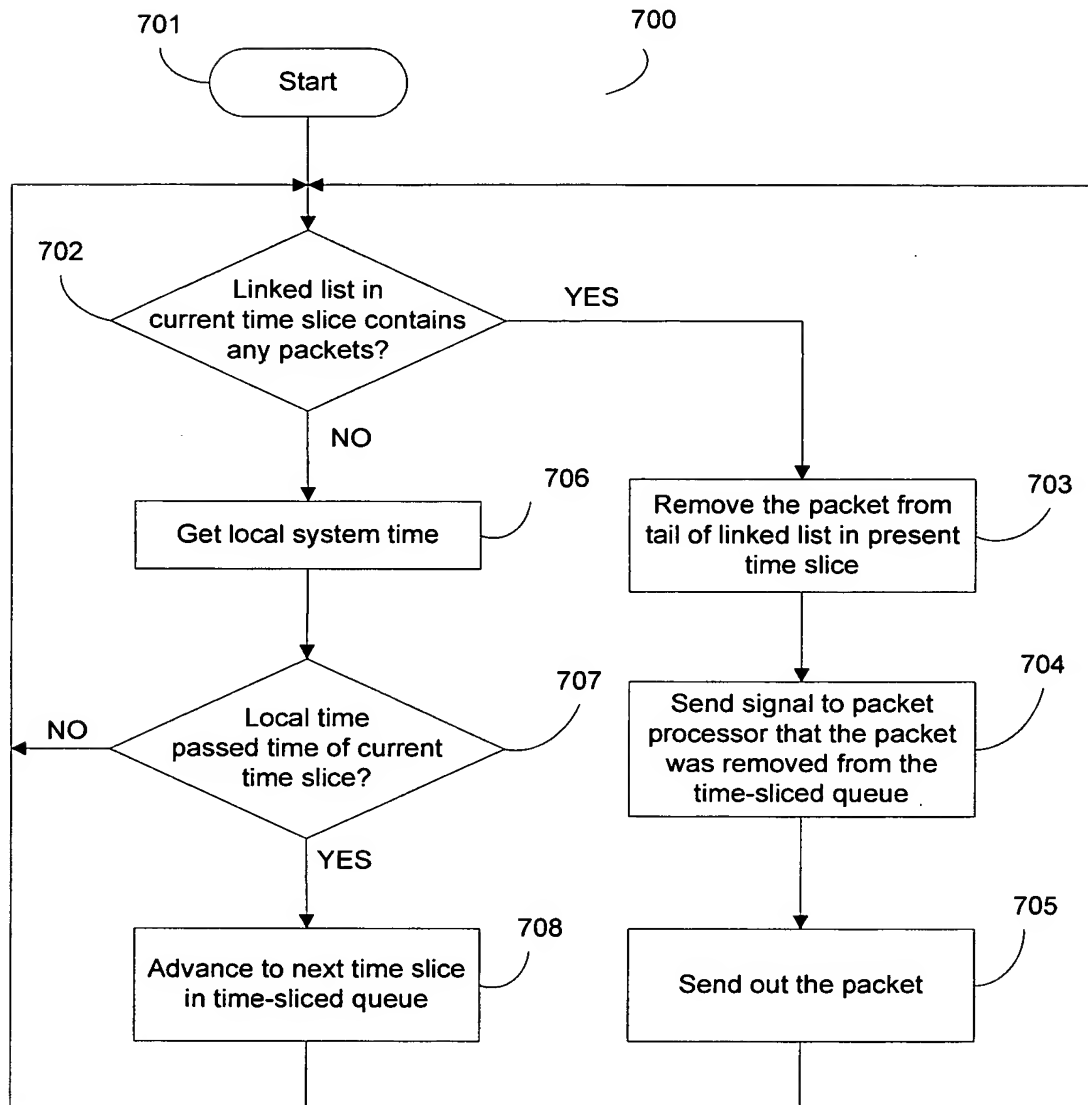 701
700
Start
702
Linked list in
current time slice contains
any packets?
YES
NO
706
Get local system time
703
Remove the packet from
tail of linked list in present
time slice
707
Local time
passed time of current
time slice?
NO
YES
704
Send signal to packet
processor that the packet
was removed from the
time-sliced queue
708
Advance to next time slice
in time-sliced queue
705
Send out the packet